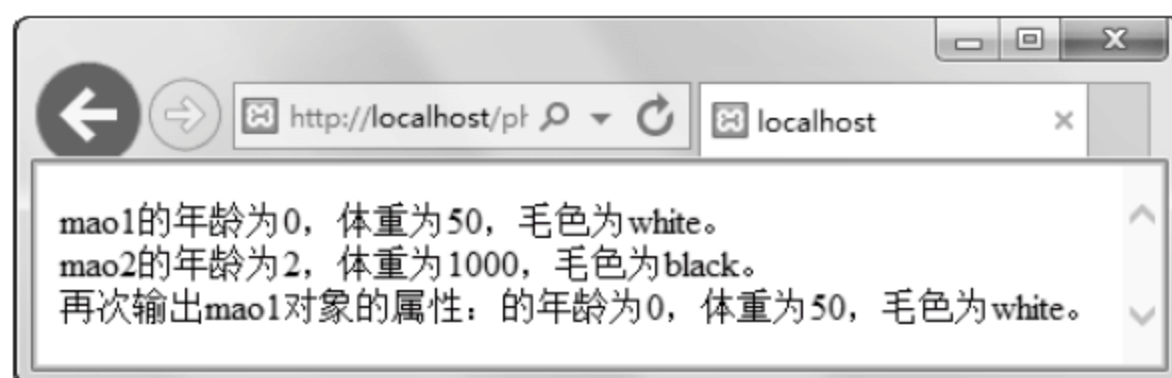 http://localhost/ph
localhost
mao1的年龄为0，体重为50，毛色为white。
mao2的年龄为2，体重为1000，毛色为black。
再次输出mao1对象的属性：的年龄为0，体重为50，毛色为white。